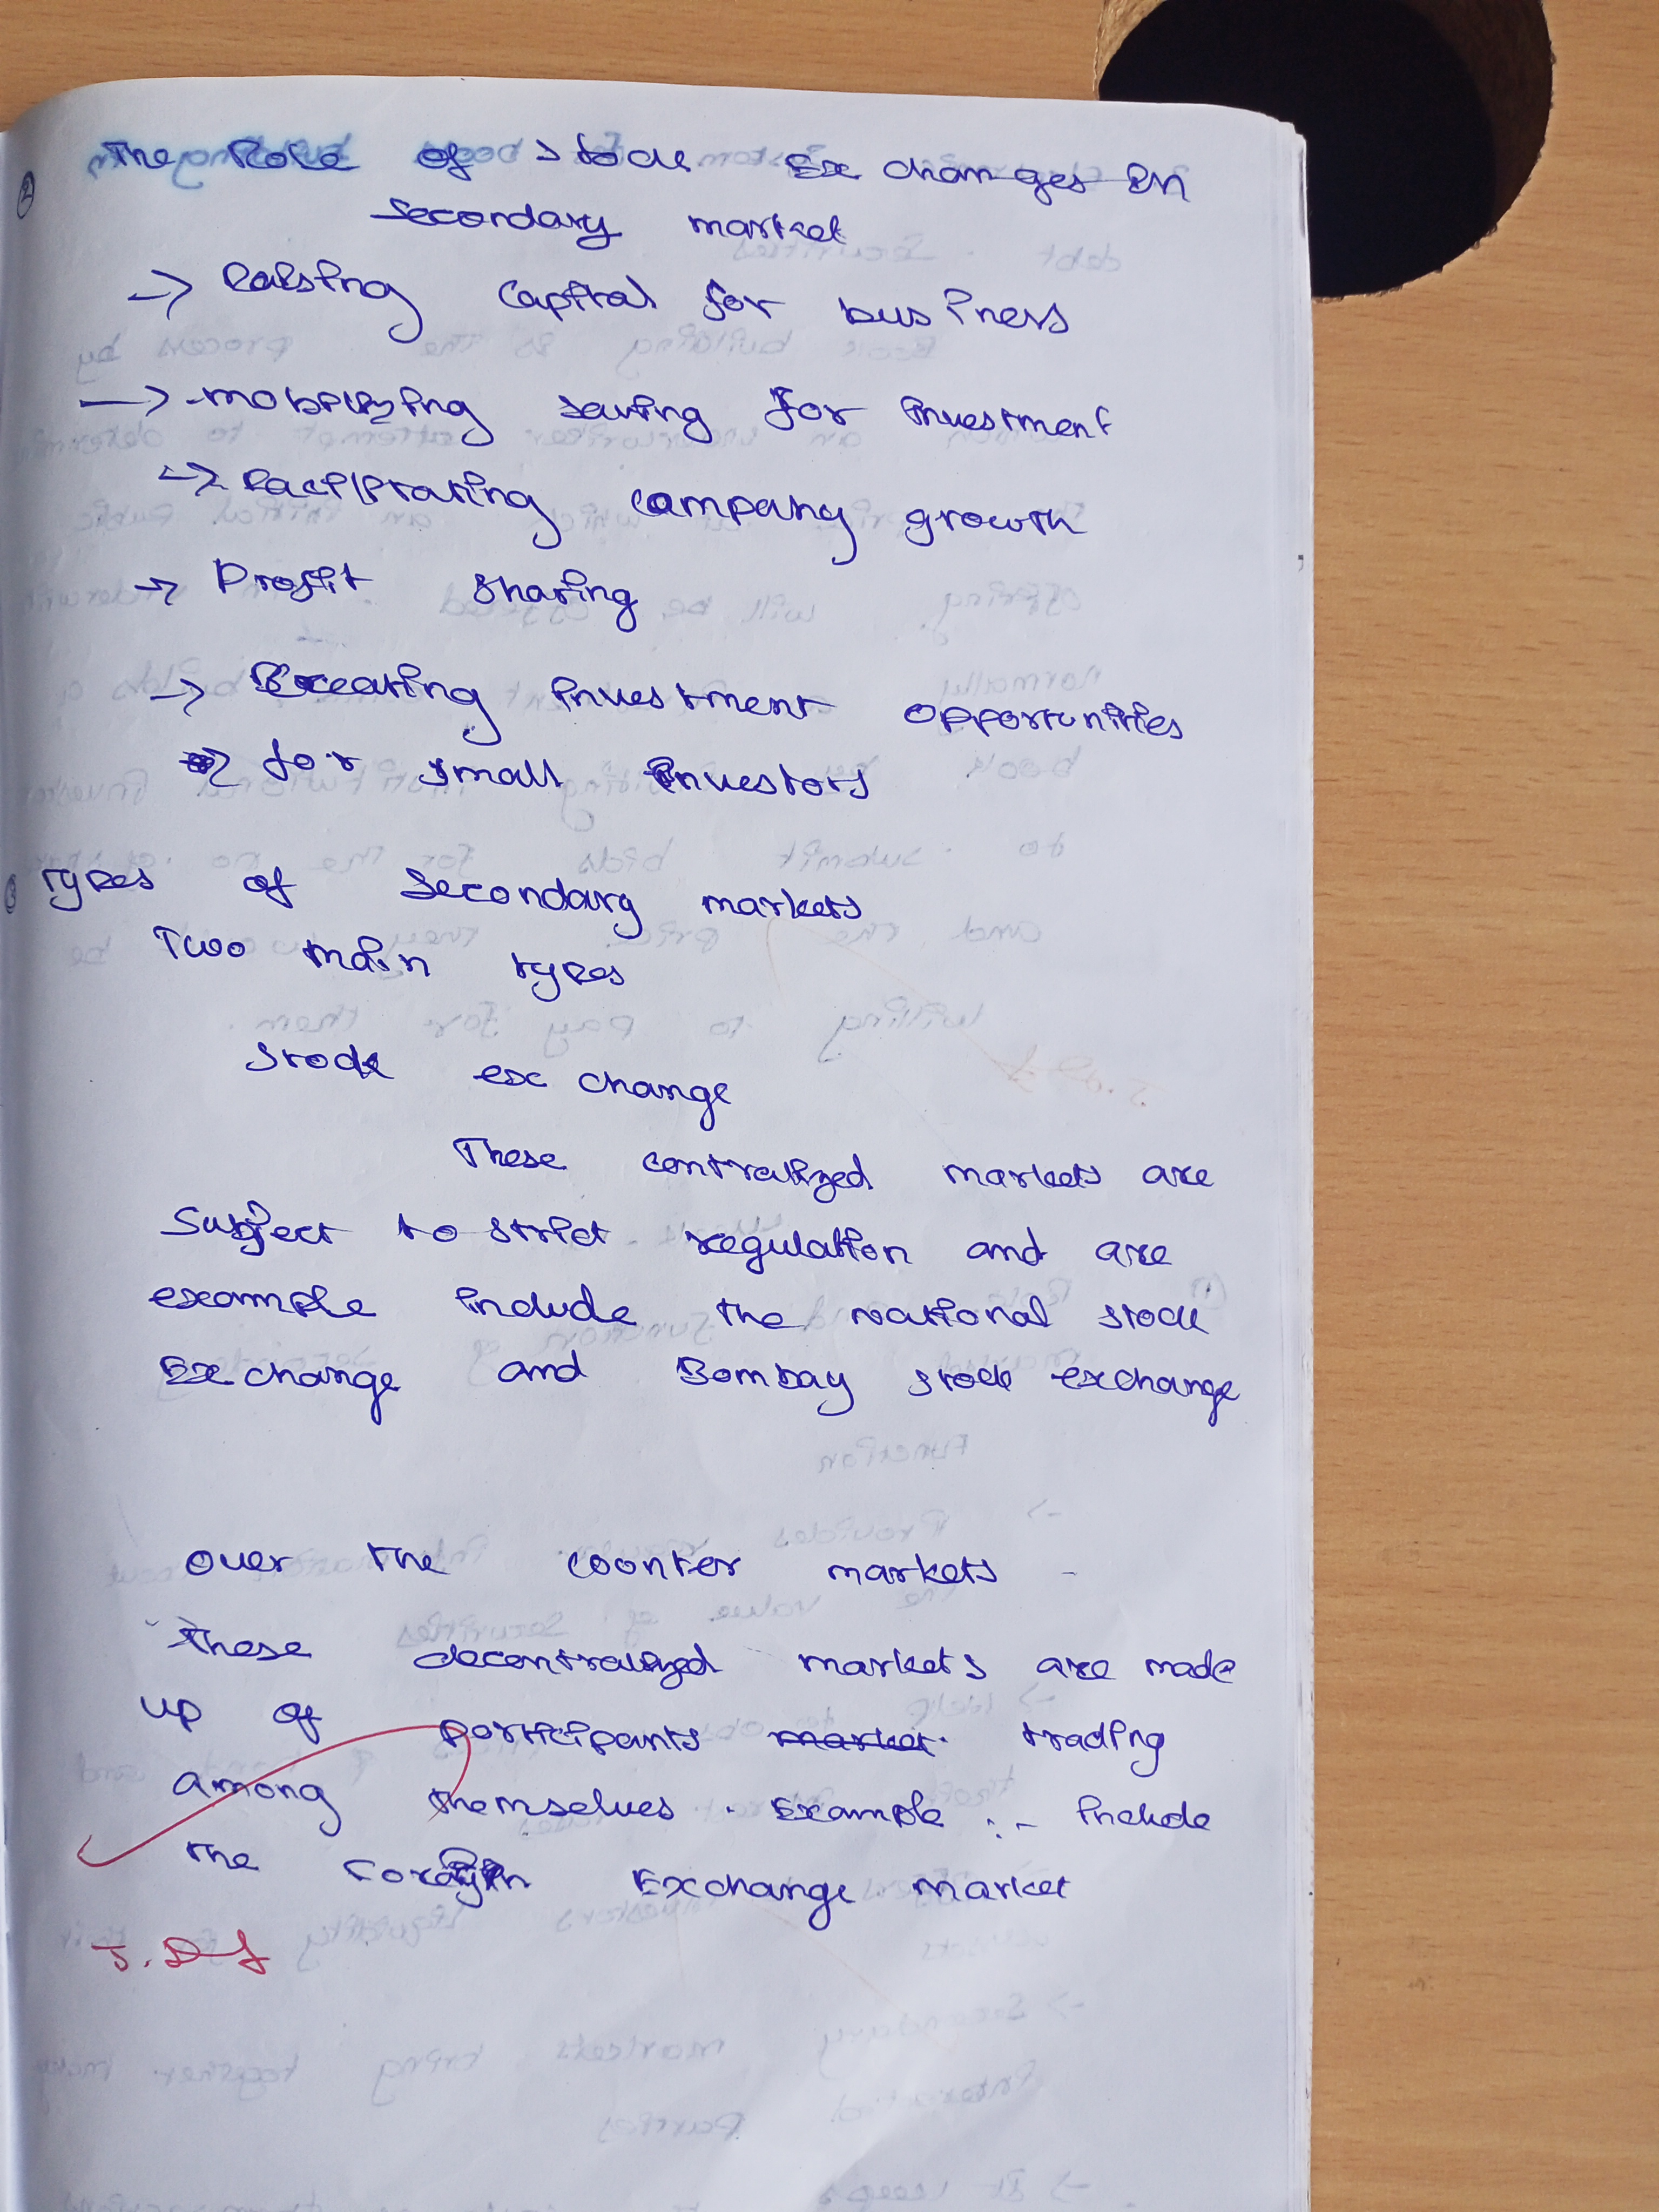 ② The Role of Stock Exchanges in
Secondary market
→ Raising Capital for business
→ mobilizing saving for investment
→ Facilitating company growth
→ Profit sharing
→ Creating investment opportunities
for small investors
Types of Secondary markets
Two main types
Stock exchange
These contralized markets are
Subject to strict regulation and are
example include the national stock
Exchange and Bombay stock exchange
over the counter markets
These decentralized markets are made
up of participants market trading
among themselves. Example :- include
the Exchange market